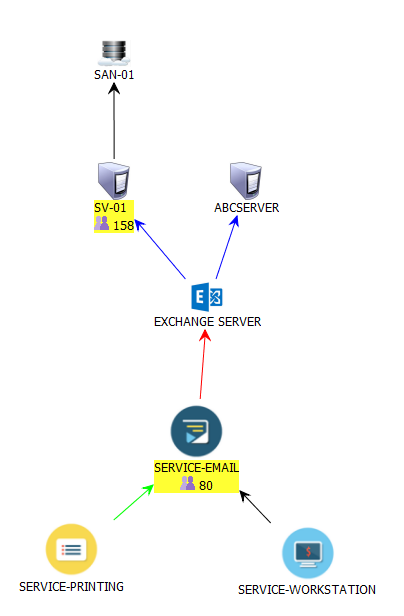 SAN-01
SV-01
158
ABCSERVER
EXCHANGE SERVER
SERVICE-EMAIL
80
SERVICE-PRINTING
SERVICE-WORKSTATION